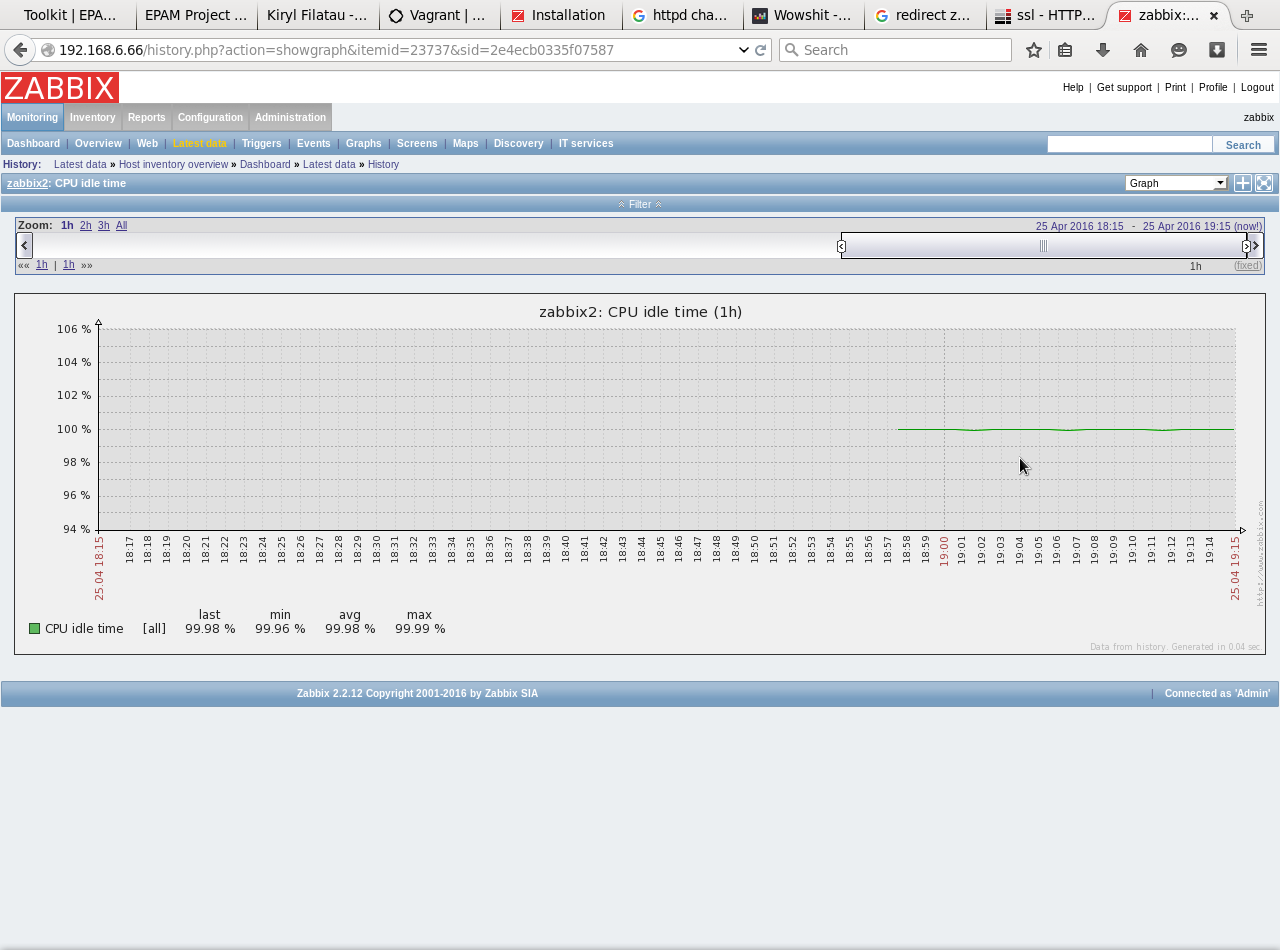 Toolkit | EPA... EPAM Project ... Kiryl Filatau -... Vagrant | ... Installation httpd cha... Wowshit -... redirect z... ssl - HTTP... zabbix:...
192.168.6.66/history.php?action=showgraph&itemid=23737&sid=2e4ecb0335f07587 Search
ZABBIX
Help | Get support | Print | Profile | Logout
Monitoring Inventory Reports Configuration Administration zabbix
Dashboard | Overview | Web | Latest data | Triggers | Events | Graphs | Screens | Maps | Discovery | IT services Search
History: Latest data » Host inventory overview » Dashboard » Latest data » History
zabbix2: CPU idle time Graph
Filter
Zoom: 1h 2h 3h All 25 Apr 2016 18:15 - 25 Apr 2016 19:15 (now!)
«« 1h | 1h »» 1h (fixed)
zabbix2: CPU idle time (1h)
106 %
104 %
102 %
100 %
98 %
96 %
94 %
25.04 18:15 18:17 18:18 18:19 18:20 18:21 18:22 18:23 18:24 18:25 18:26 18:27 18:28 18:29 18:30 18:31 18:32 18:33 18:34 18:35 18:36 18:37 18:38 18:39 18:40 18:41 18:42 18:43 18:44 18:45 18:46 18:47 18:48 18:49 18:50 18:51 18:52 18:53 18:54 18:55 18:56 18:57 18:58 18:59 19:00 19:01 19:02 19:03 19:04 19:05 19:06 19:07 19:08 19:09 19:10 19:11 19:12 19:13 19:14 25.04 19:15
http://www.zabbix.com
last min avg max
CPU idle time [all] 99.98 % 99.96 % 99.98 % 99.99 %
Data from history. Generated in 0.04 sec.
Zabbix 2.2.12 Copyright 2001-2016 by Zabbix SIA | Connected as 'Admin'